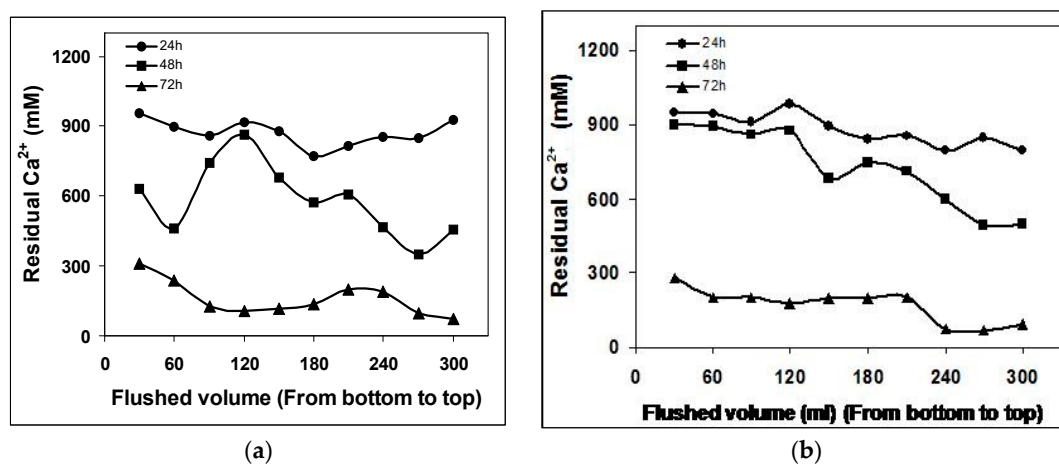 1200
900
600
300
0
Residual Ca2+ (mM)
24h
48h
72h
0 60 120 180 240 300
Flushed volume (From bottom to top)
(a)
1200
900
600
300
0
Residual Ca2+ (mM)
24h
48h
72h
0 60 120 180 240 300
Flushed volume (ml) (From bottom to top)
(b)